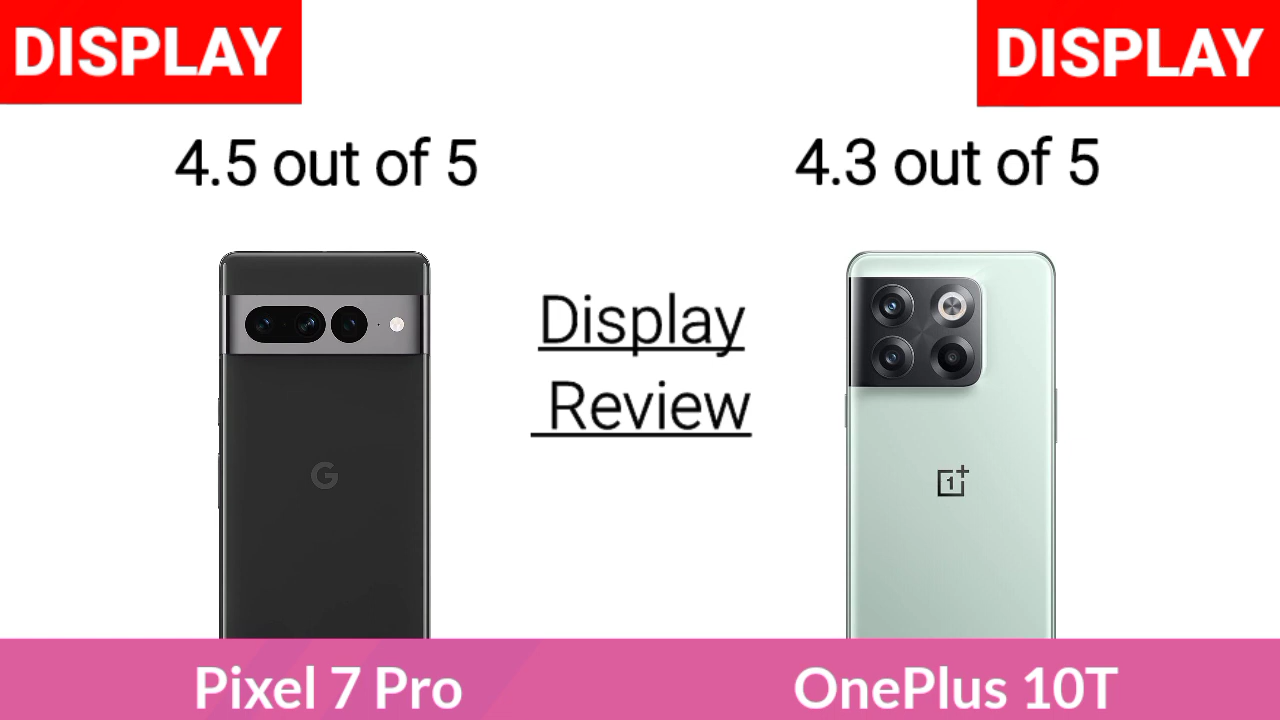 DISPLAY
DISPLAY
4.5 out of 5
4.3 out of 5
Display
Review
G
1+
Pixel 7 Pro
OnePlus 10T